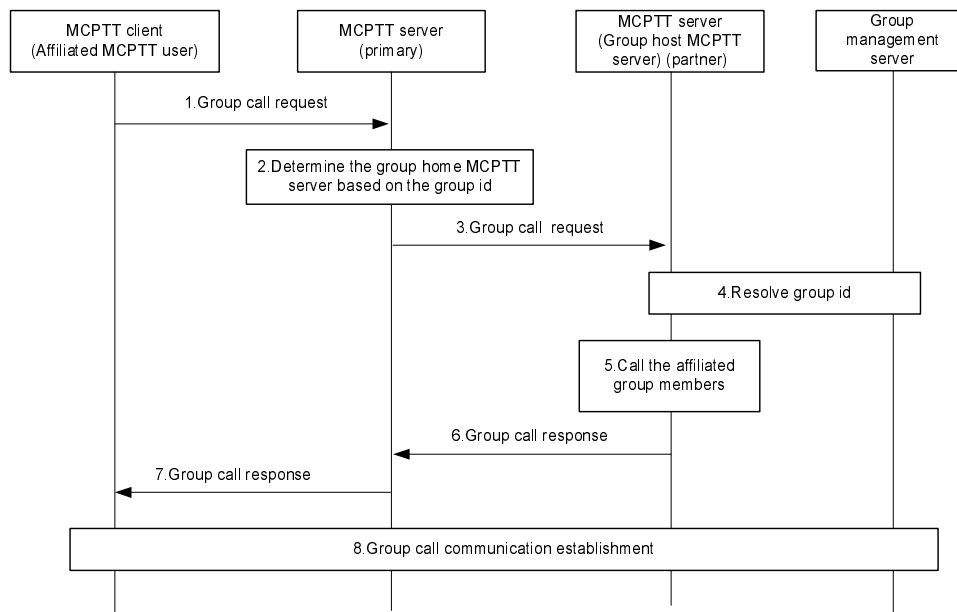 MCPTT client
(Affiliated MCPTT user)
MCPTT server
(primary)
MCPTT server
(Group host MCPTT
server) (partner)
Group
management
server
1.Group call request
2.Determine the group home MCPTT
server based on the group id
3.Group call request
4.Resolve group id
5.Call the affiliated
group members
6.Group call response
7.Group call response
8.Group call communication establishment